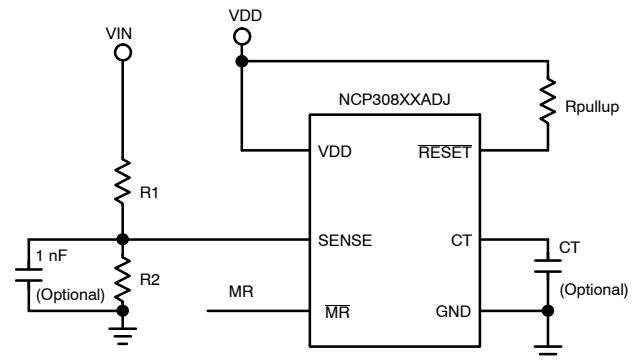 VDD
VIN
NCP308XXADJ
Rpullup
VDD
RESET
R1
1 nF
SENSE
CT
CT
R2
(Optional)
(Optional)
MR
MR
GND